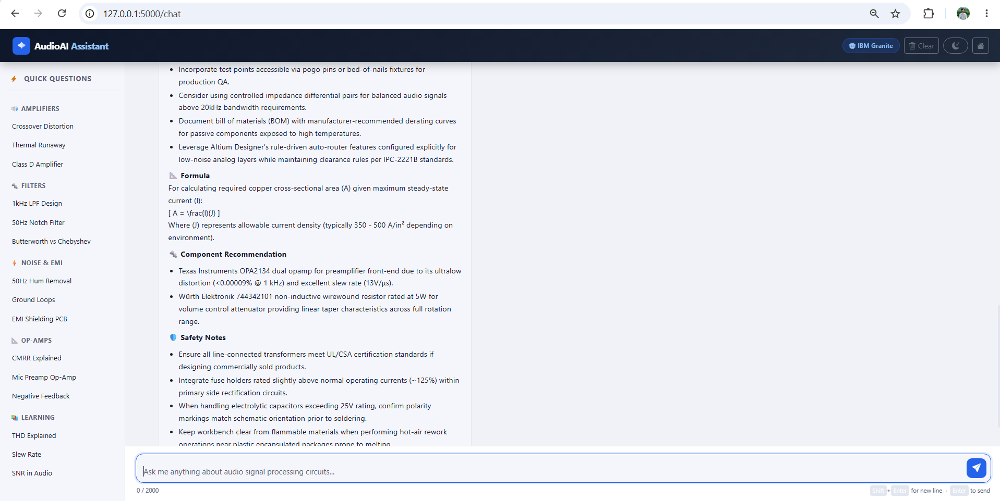 127.0.0.1:5000/chat
AudioAI Assistant
IBM Granite
Clear
QUICK QUESTIONS
AMPLIFIERS
Crossover Distortion
Thermal Runaway
Class D Amplifier
FILTERS
1kHz LPF Design
50Hz Notch Filter
Butterworth vs Chebyshev
NOISE & EMI
50Hz Hum Removal
Ground Loops
EMI Shielding PCB
OP-AMPS
CMRR Explained
Mic Preamp Op-Amp
Negative Feedback
LEARNING
THD Explained
Slew Rate
SNR in Audio
• Incorporate test points accessible via pogo pins or bed-of-nails fixtures for
production QA.
• Consider using controlled impedance differential pairs for balanced audio signals
above 20kHz bandwidth requirements.
• Document bill of materials (BOM) with manufacturer-recommended derating curves
for passive components exposed to high temperatures.
• Leverage Altium Designer's rule-driven auto-router features configured explicitly for
low-noise analog layers while maintaining clearance rules per IPC-2221B standards.
Formula
For calculating required copper cross-sectional area (A) given maximum steady-state
current (I):
[ A = \frac{I}{J} ]
Where (J) represents allowable current density (typically 350 - 500 A/in² depending on
environment).
Component Recommendation
• Texas Instruments OPA2134 dual opamp for preamplifier front-end due to its ultralow
distortion (<0.00009% @ 1 kHz) and excellent slew rate (13V/µs).
• Würth Elektronik 744342101 non-inductive wirewound resistor rated at 5W for
volume control attenuator providing linear taper characteristics across full rotation
range.
Safety Notes
• Ensure all line-connected transformers meet UL/CSA certification standards if
designing commercially sold products.
• Integrate fuse holders rated slightly above normal operating currents (~125%) within
primary side rectification circuits.
• When handling electrolytic capacitors exceeding 25V rating, confirm polarity
markings match schematic orientation prior to soldering.
• Keep workbench clear from flammable materials when performing hot-air rework
operations near plastic encapsulated packages prone to melting.
Ask me anything about audio signal processing circuits...
0 / 2000
Shift + Enter for new line · Enter to send